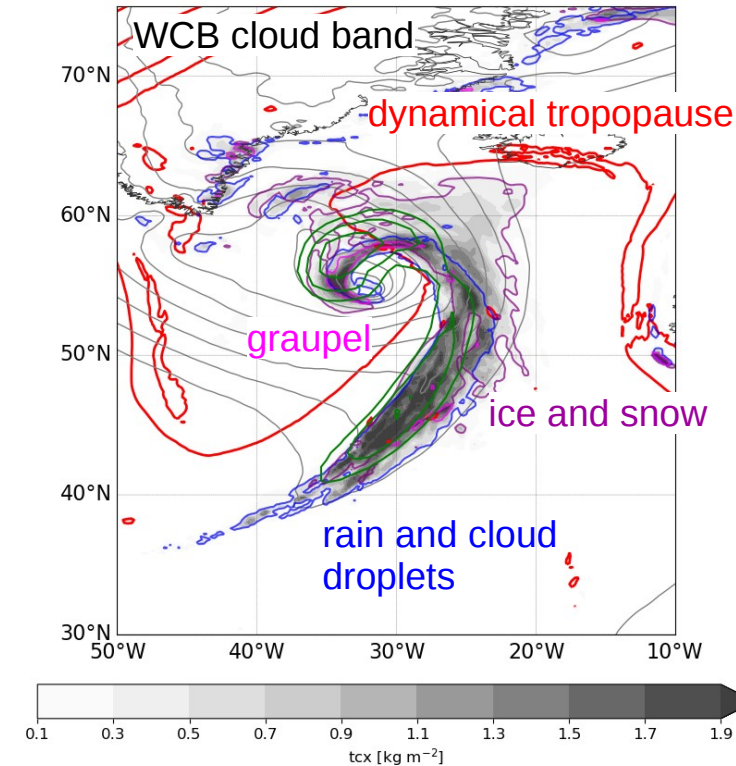 WCB cloud band
dynamical tropopause
graupel
ice and snow
rain and cloud
droplets
70°N
60°N
50°N
40°N
30°N
50°W 40°W 30°W 20°W 10°W
0.1 0.3 0.5 0.7 0.9 1.1 1.3 1.5 1.7 1.9
tcx [kg m⁻²]